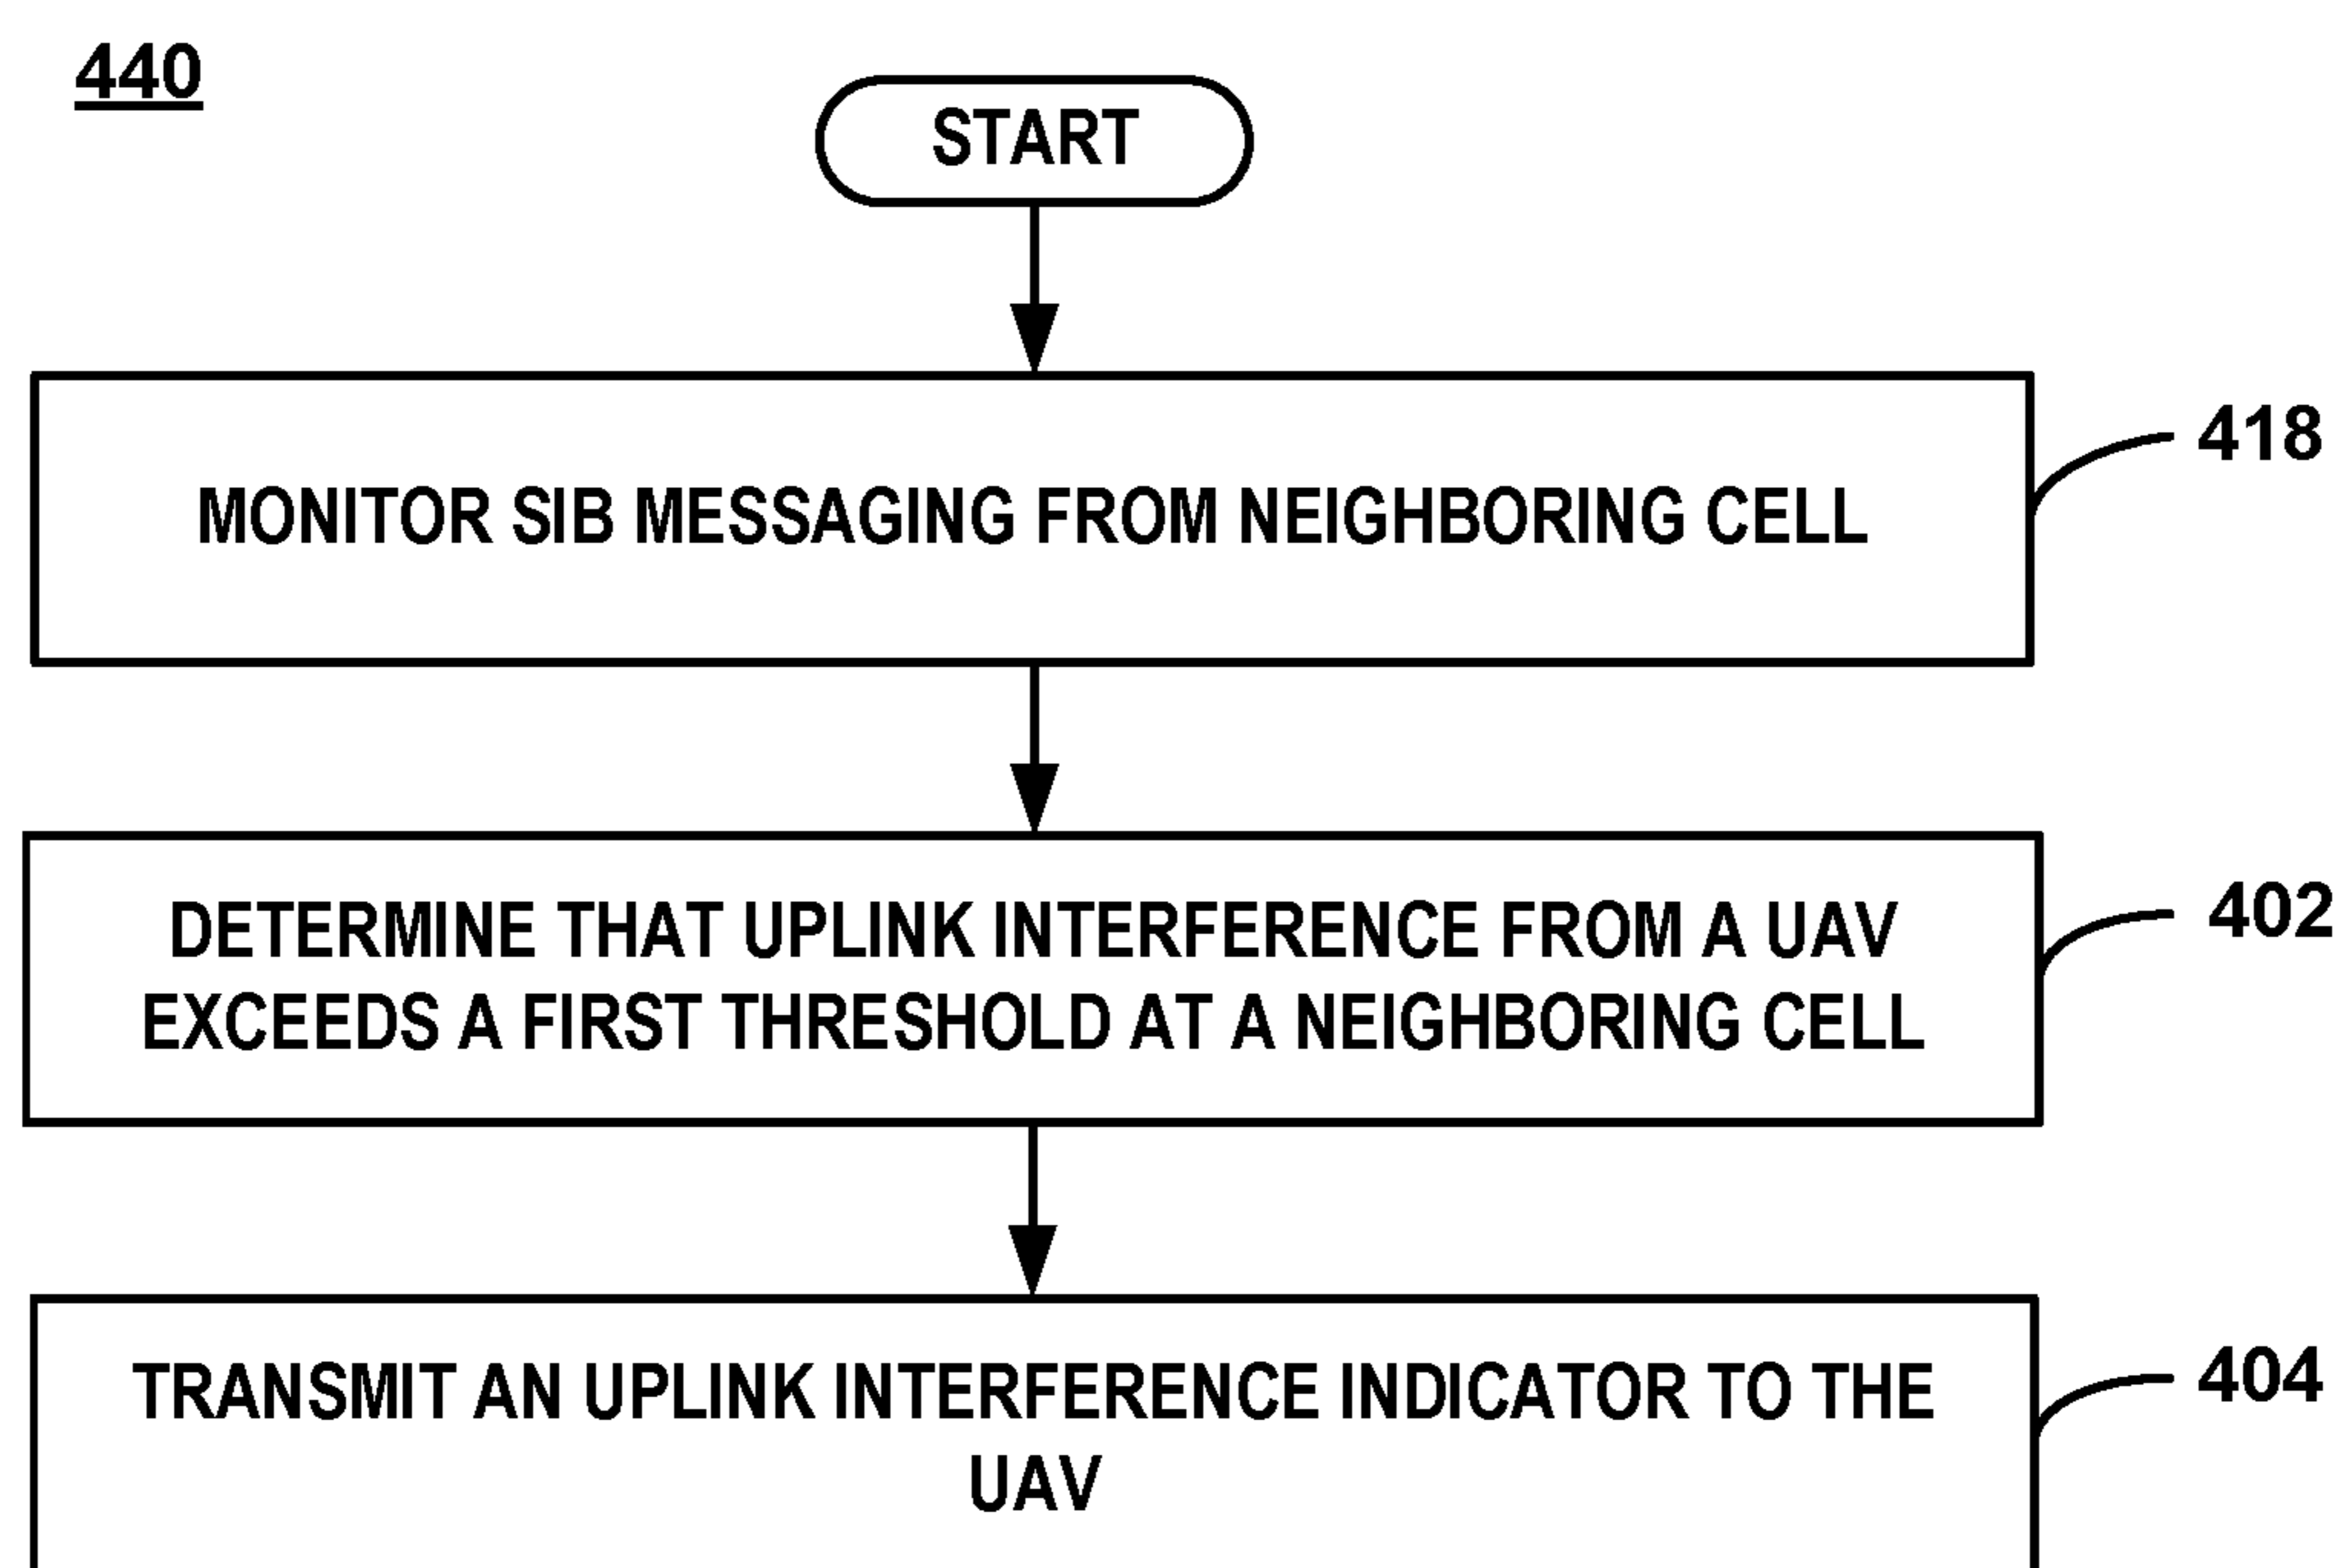 440
START
MONITOR SIB MESSAGING FROM NEIGHBORING CELL
418
DETERMINE THAT UPLINK INTERFERENCE FROM A UAV
EXCEEDS A FIRST THRESHOLD AT A NEIGHBORING CELL
402
TRANSMIT AN UPLINK INTERFERENCE INDICATOR TO THE
UAV
404